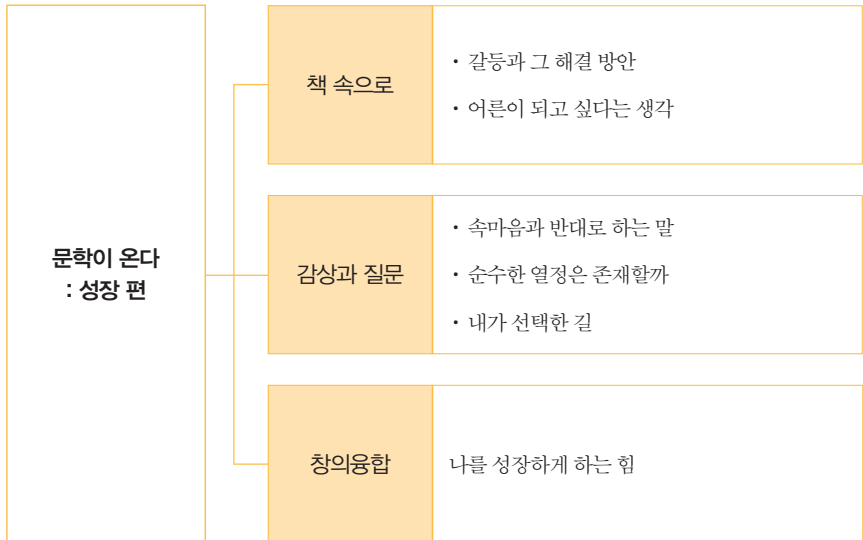 문학이 온다
: 성장 편
책 속으로
• 갈등과 그 해결 방안
• 어른이 되고 싶다는 생각
감상과 질문
• 속마음과 반대로 하는 말
• 순수한 열정은 존재할까
• 내가 선택한 길
창의융합
나를 성장하게 하는 힘